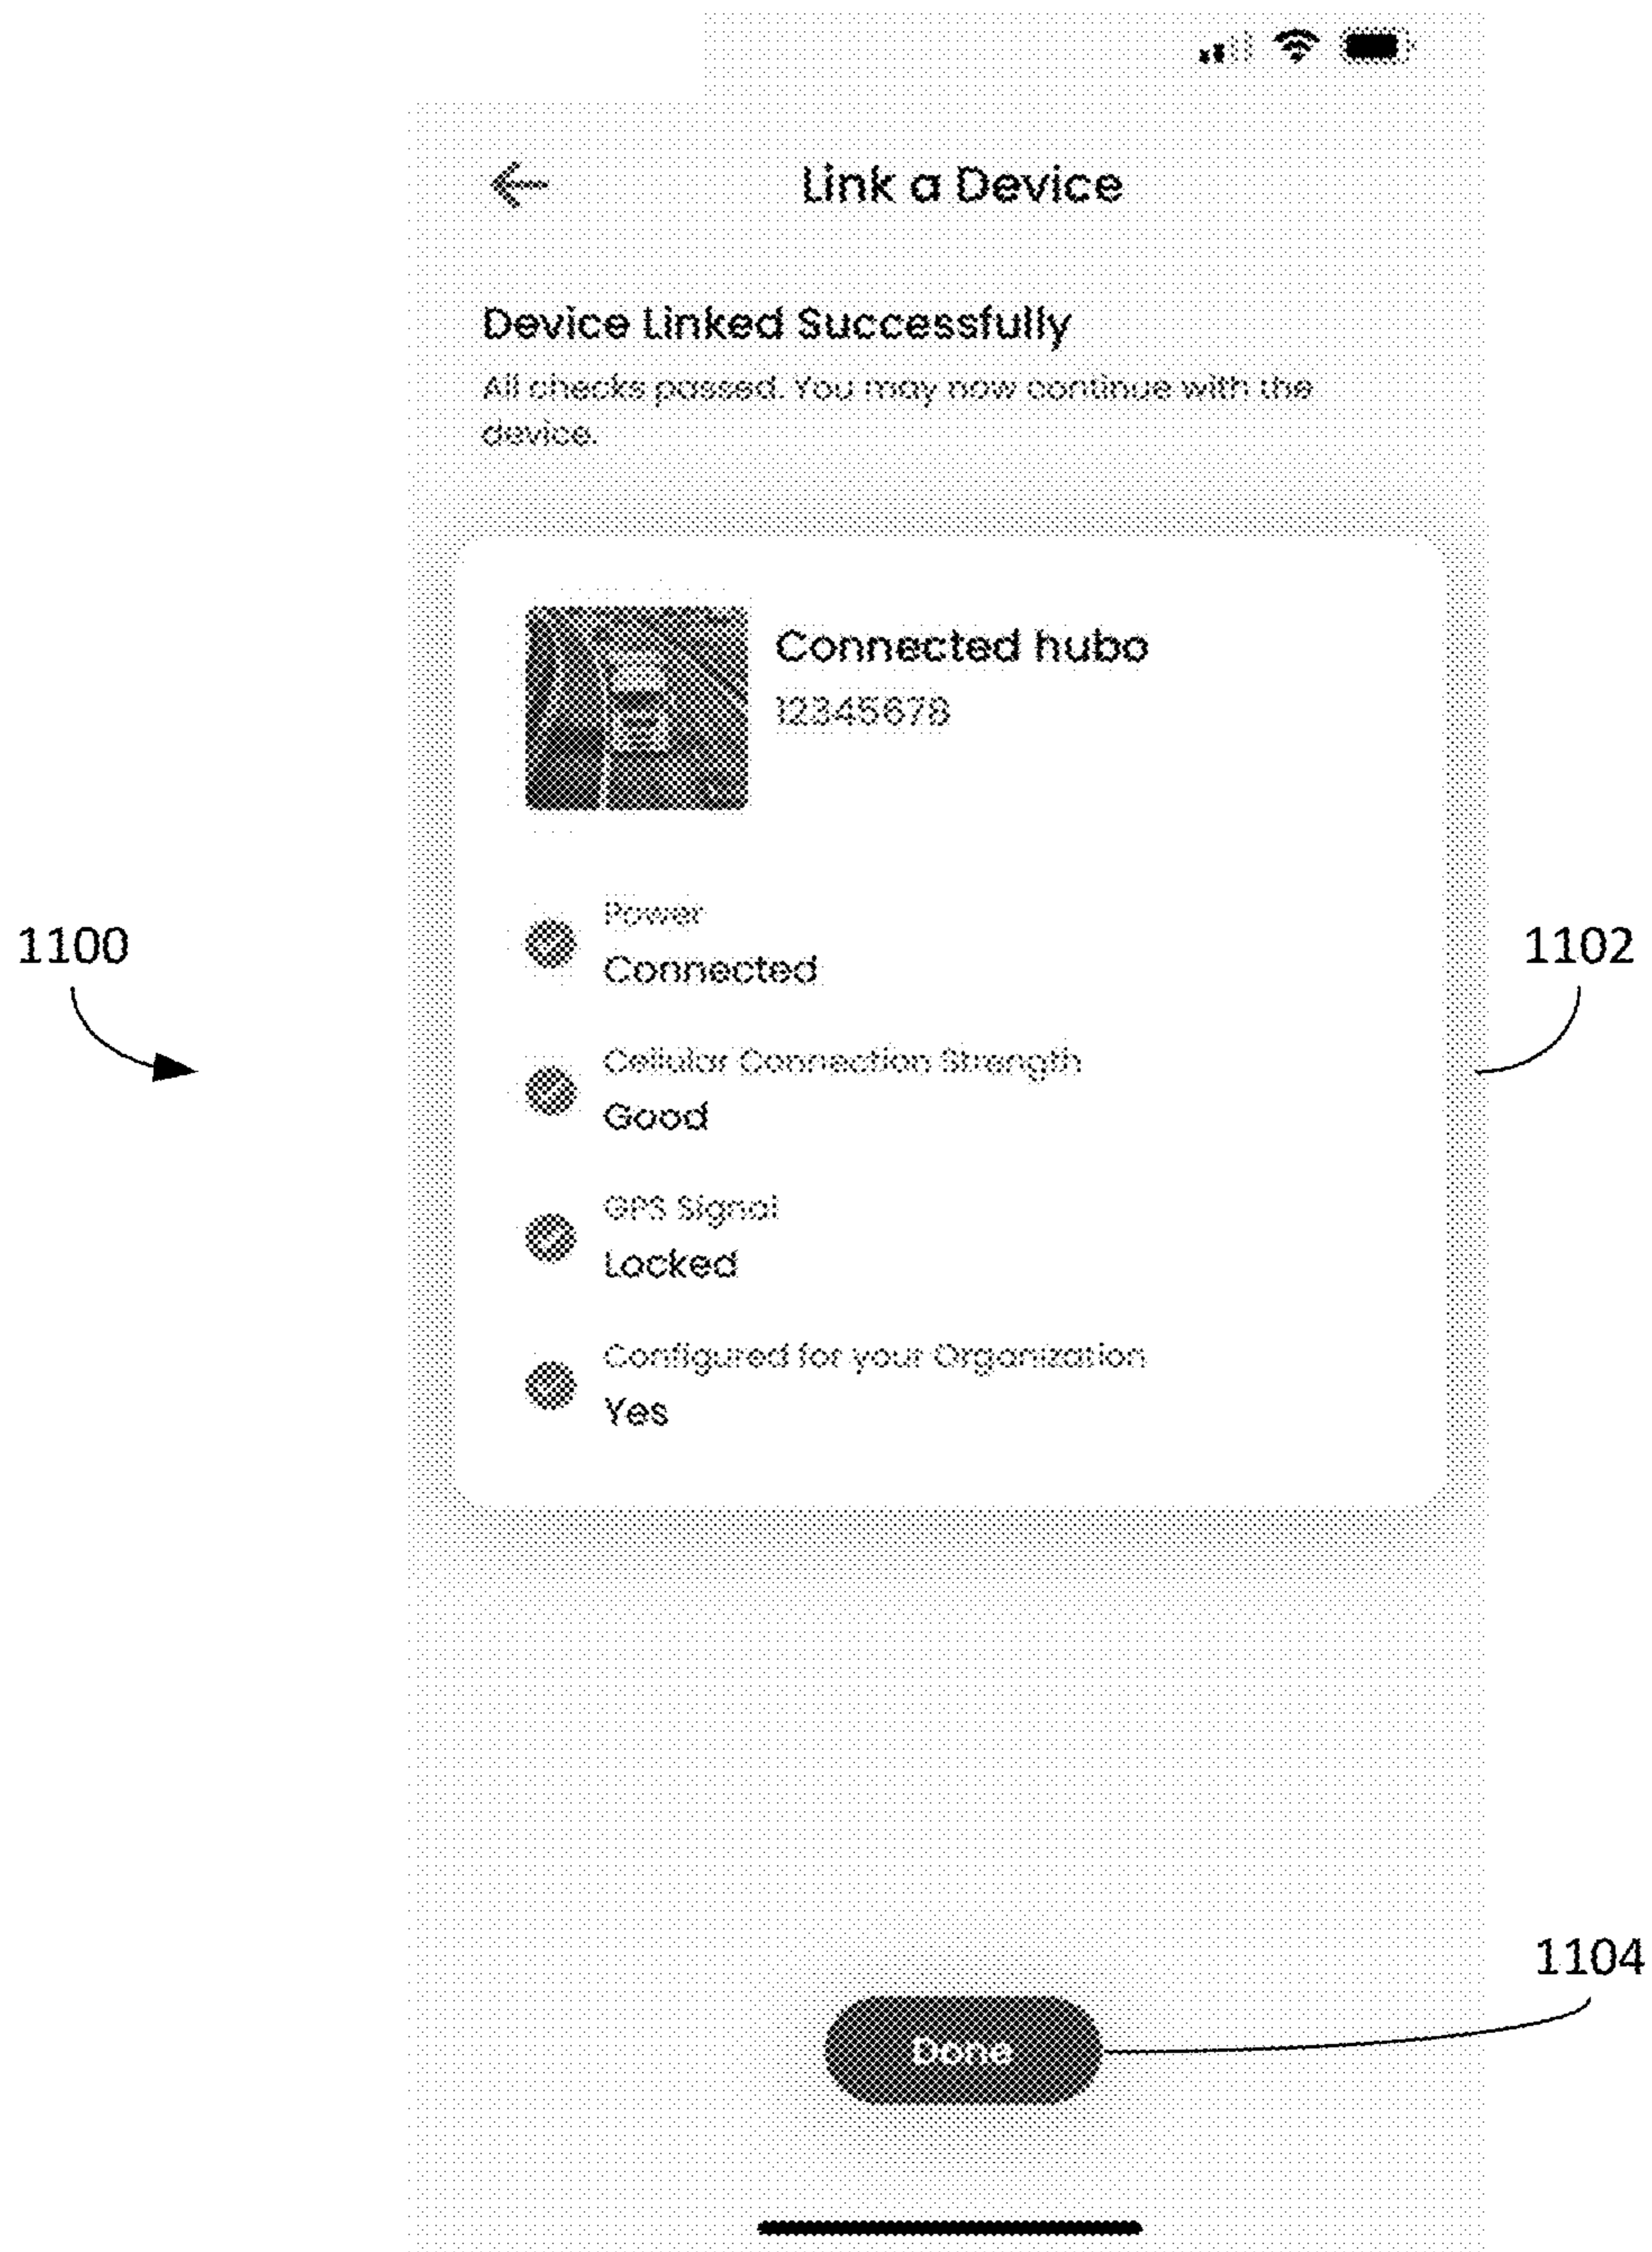 Link a Device
Device Linked Successfully
All checks passed. You may now continue with the
device.
Connected hubo
12345678
Power
Connected
1100
1102
Cellular Connection Strength
Good
GPS Signal
Locked
Configured for your Organization
Yes
1104
Done